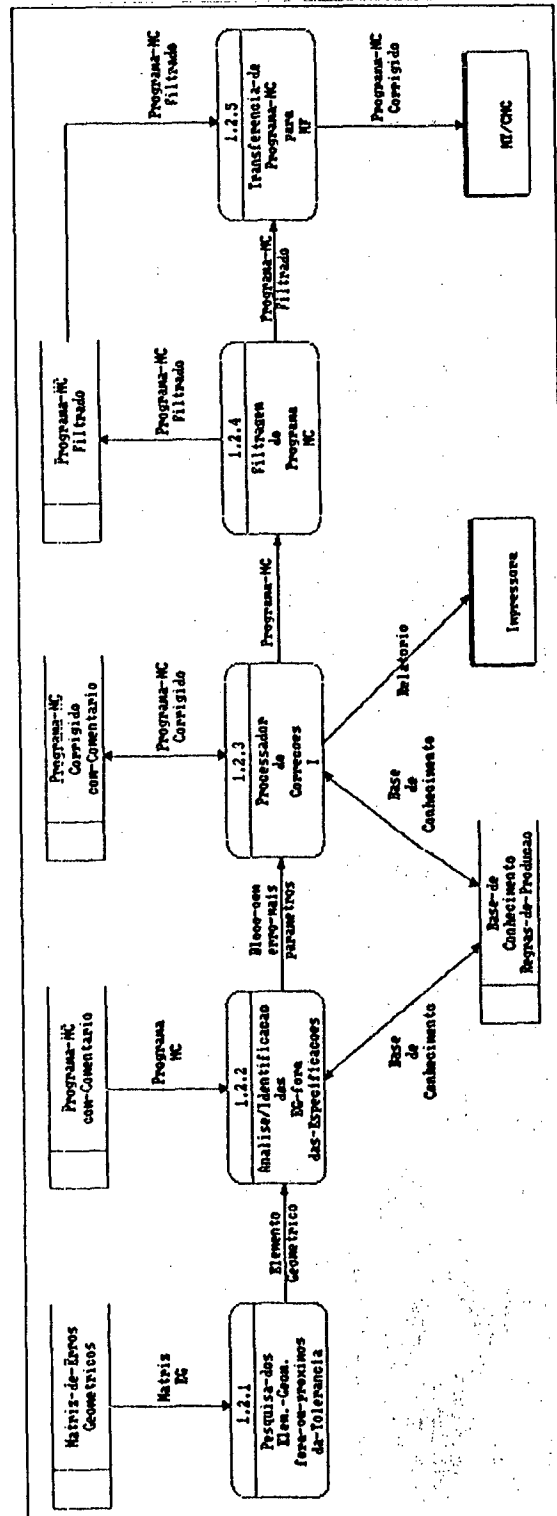 Matriz-de-Erros
Geometricos
Matriz
EG
1.2.1
Pesquisa-dos
Elem.-Geom.
fora-ou-proximos
da-Tolerancia
Elemento
Geometrico
Programa-NC
com-Comentario
Programa
NC
1.2.2
Analise/Identificacao
das
EG-fora
das-Especificacoes
Bloco-com
erro-mais
parametros
Base
de
Conhecimento
Base-de
Conhecimento
Regras-de-Producao
Base
de
Conhecimento
Programa-NC
Corrigido
com-Comentario
Programa-NC
Corrigido
1.2.3
Processador
de
Correcoes
I
Relatorio
Impressora
Programa-NC
Programa-NC
Filtrado
Programa-NC
Filtrado
1.2.4
Filtragem
do
Programa
NC
Programa-NC
Filtrado
Programa-NC
Filtrado
1.2.5
Transferencia-de
Programa-NC
para
MF
Programa-NC
Corrigido
MF/CNC